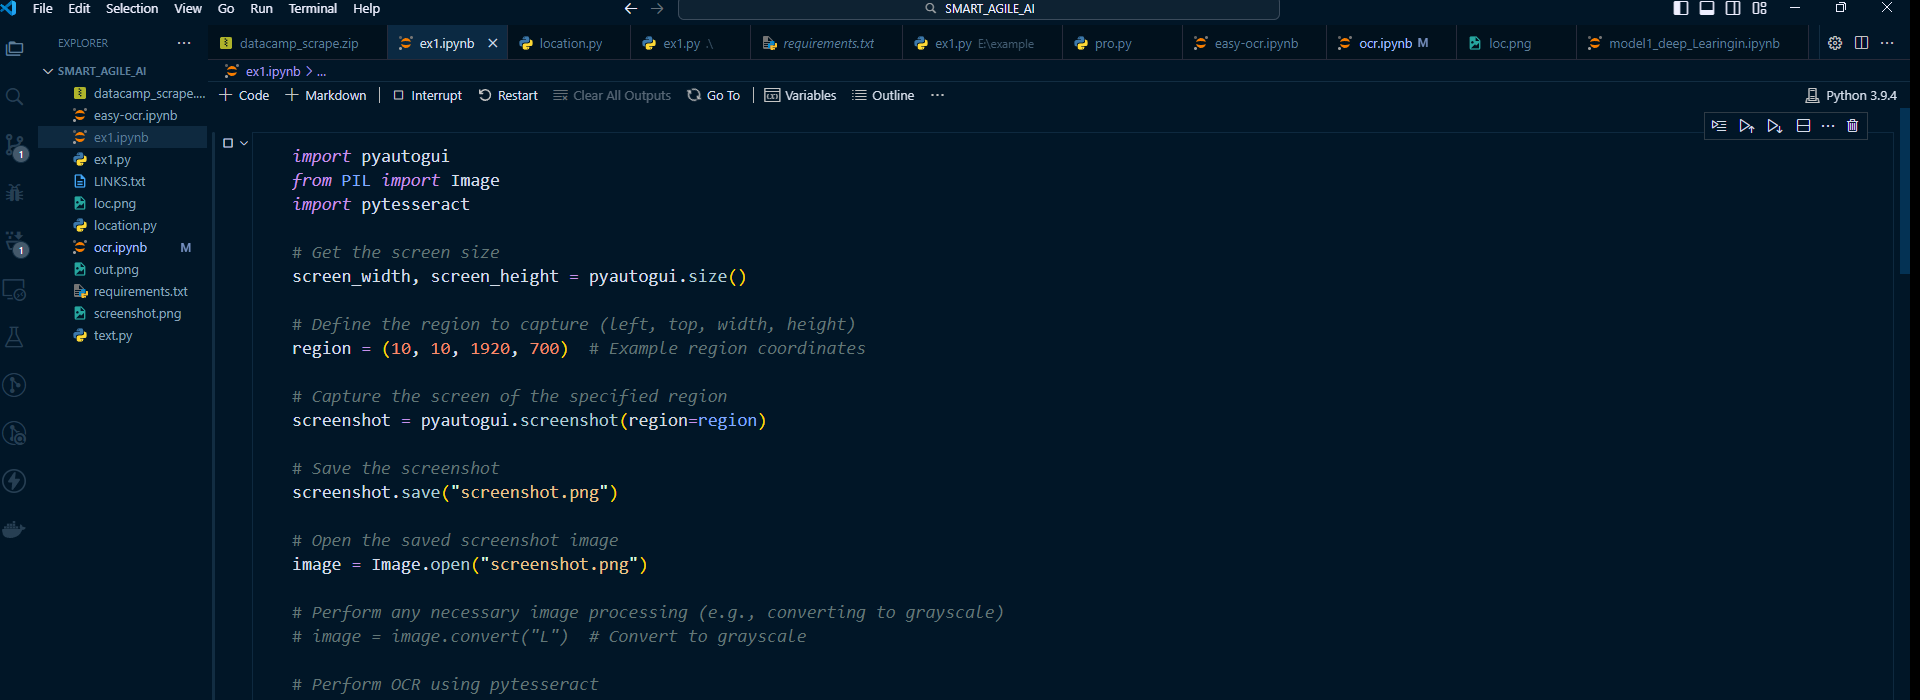 File Edit Selection View Go Run Terminal Help
SMART_AGILE_AI
EXPLORER
SMART_AGILE_AI
datacamp_scrape....
easy-ocr.ipynb
ex1.ipynb
ex1.py
LINKS.txt
loc.png
location.py
ocr.ipynb M
out.png
requirements.txt
screenshot.png
text.py
1
1
datacamp_scrape.zip ex1.ipynb location.py ex1.py .\ requirements.txt ex1.py E:\example pro.py easy-ocr.ipynb ocr.ipynb M loc.png model1_deep_Learingin.ipynb
ex1.ipynb > ...
+ Code + Markdown | Interrupt Restart Clear All Outputs Go To | Variables Outline ...
Python 3.9.4
import pyautogui
from PIL import Image
import pytesseract
# Get the screen size
screen_width, screen_height = pyautogui.size()
# Define the region to capture (left, top, width, height)
region = (10, 10, 1920, 700)  # Example region coordinates
# Capture the screen of the specified region
screenshot = pyautogui.screenshot(region=region)
# Save the screenshot
screenshot.save("screenshot.png")
# Open the saved screenshot image
image = Image.open("screenshot.png")
# Perform any necessary image processing (e.g., converting to grayscale)
# image = image.convert("L")  # Convert to grayscale
# Perform OCR using pytesseract